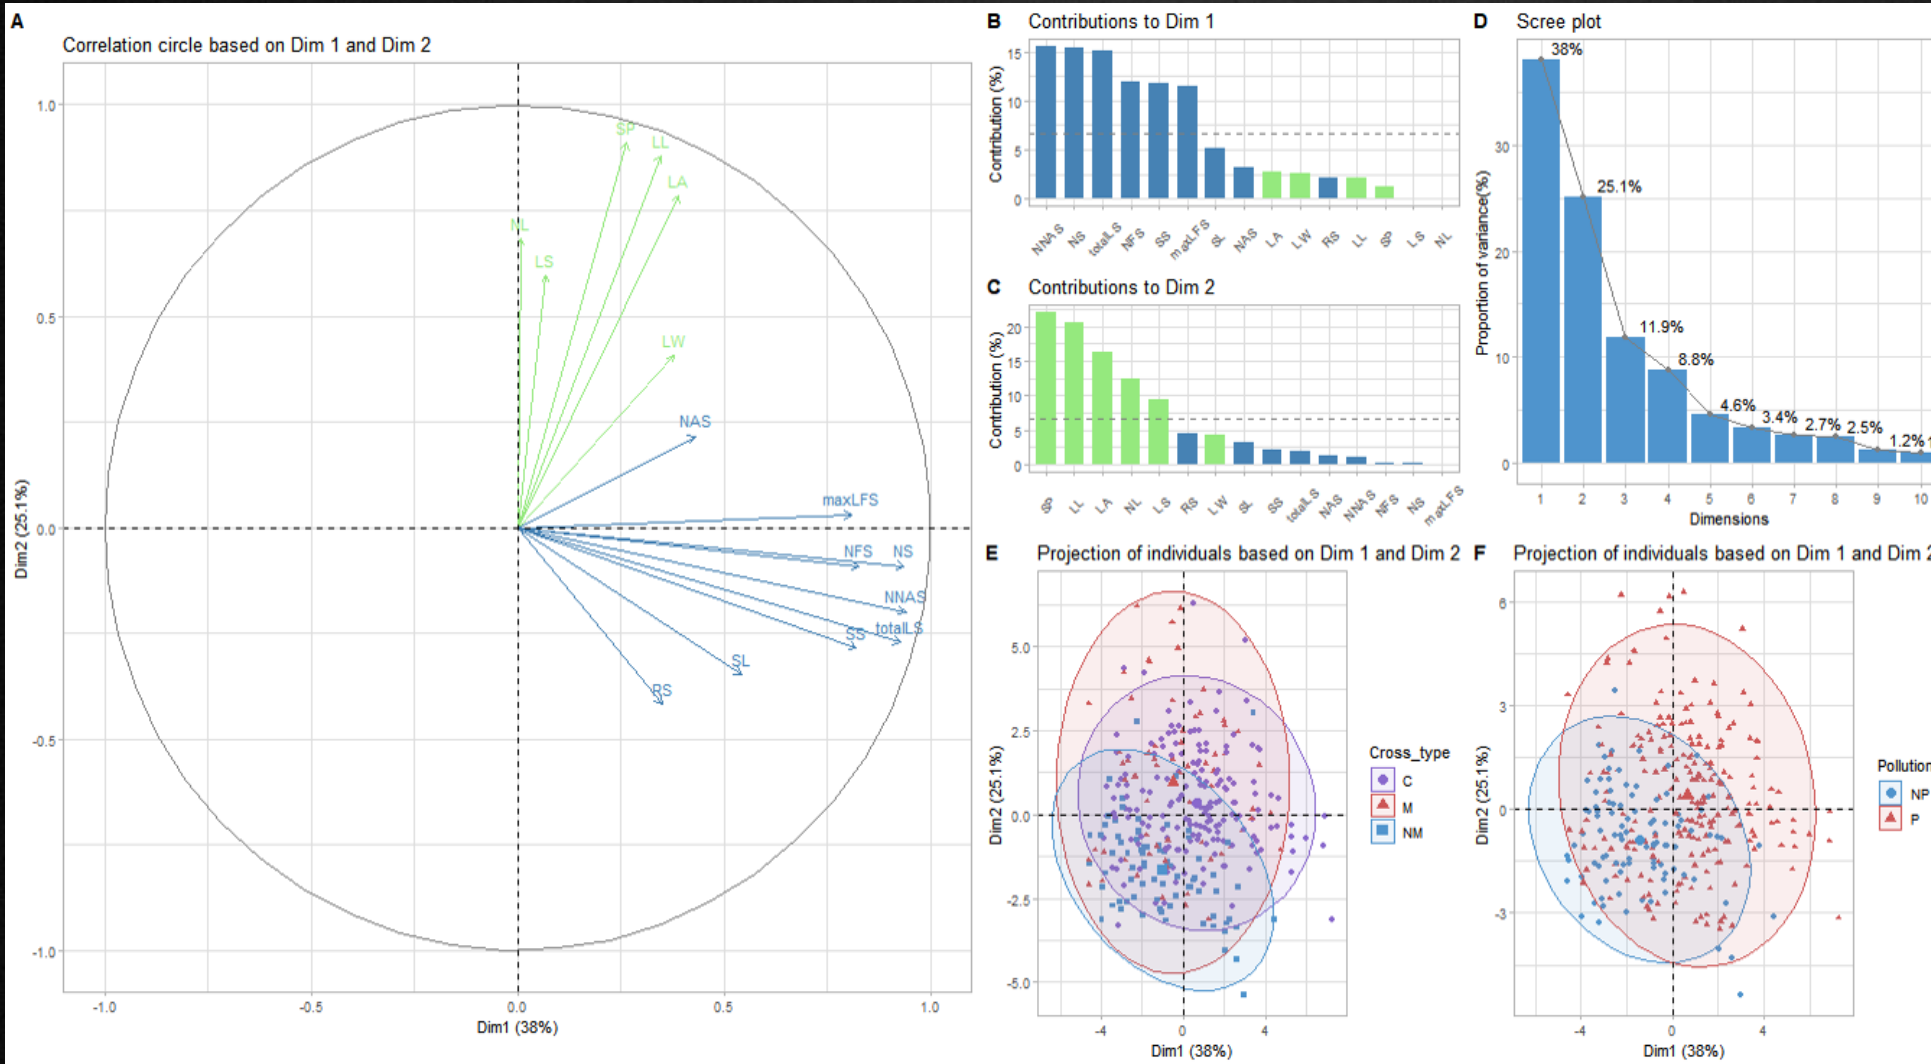 A
Correlation circle based on Dim 1 and Dim 2
1.0
0.5
0.0
-0.5
-1.0
-1.0
-0.5
0.0
0.5
1.0
Dim1 (38%)
Dim2 (25.1%)
SP
LL
LA
NL
LS
LW
NAS
maxLFS
NFS
NS
NNAS
totalLS
SS
SL
RS
B
Contributions to Dim 1
Contribution (%)
15
10
5
0
NNAS
NS
totalLS
NFS
SS
maxLFS
SL
NAS
LA
LW
RS
LL
SP
LS
NL
C
Contributions to Dim 2
Contribution (%)
20
15
10
5
0
SP
LL
LA
NL
LS
RS
LW
SL
SS
totalLS
NAS
NNAS
NFS
NS
maxLFS
D
Scree plot
Proportion of variance(%)
30
20
10
0
38%
25.1%
11.9%
8.8%
4.6%
3.4%
2.7%
2.5%
1.2%
1
1
2
3
4
5
6
7
8
9
10
Dimensions
E
Projection of individuals based on Dim 1 and Dim 2
Dim2 (25.1%)
5.0
2.5
0.0
-2.5
-5.0
-4
0
4
Dim1 (38%)
Cross_type
C
M
NM
F
Projection of individuals based on Dim 1 and Dim 2
Dim2 (25.1%)
6
3
0
-3
-4
0
4
Dim1 (38%)
Pollution
NP
P